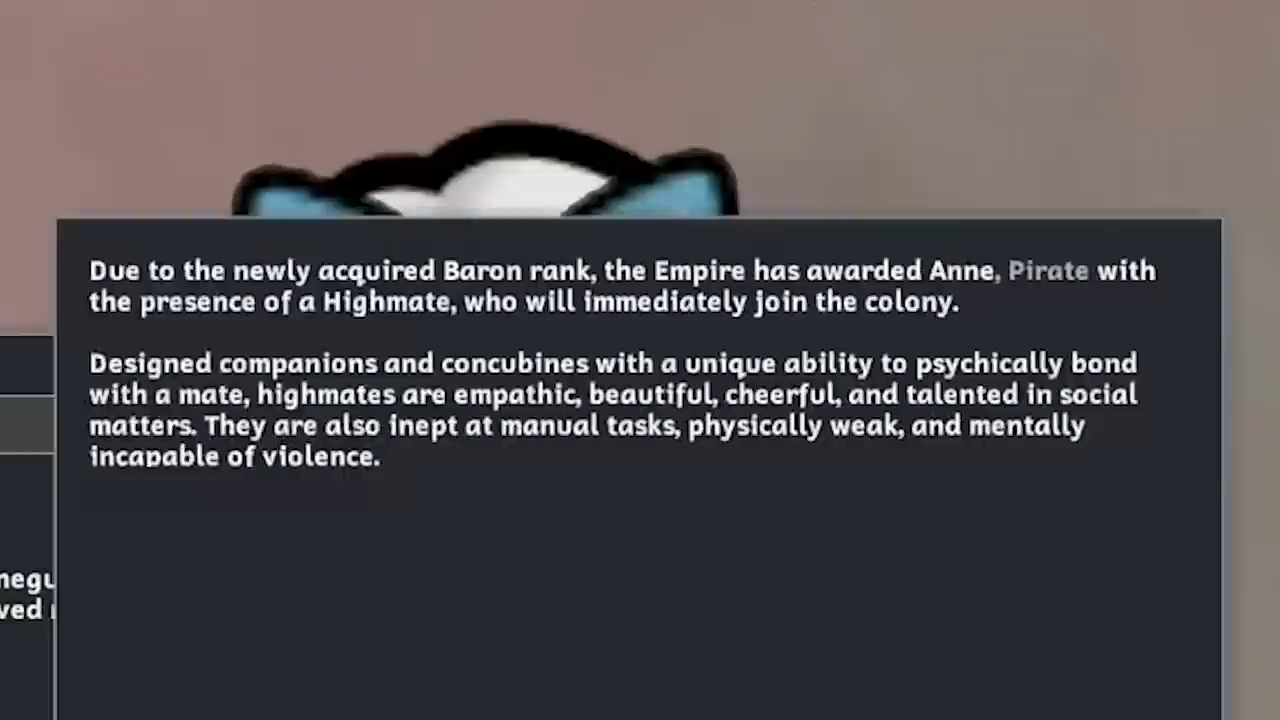 Due to the newly acquired Baron rank, the Empire has awarded Anne, Pirate with
the presence of a Highmate, who will immediately join the colony.
Designed companions and concubines with a unique ability to psychically bond
with a mate, highmates are empathic, beautiful, cheerful, and talented in social
matters. They are also inept at manual tasks, physically weak, and mentally
incapable of violence.